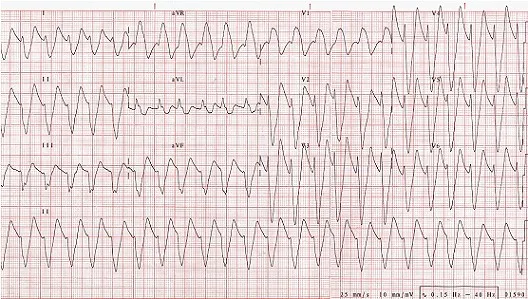 I aVR V1 V4
II aVL V2 V5
III aVF V3 V6
II
25 mm/s 10 mm/mV ~ 0.15 Hz - 40 Hz 01590